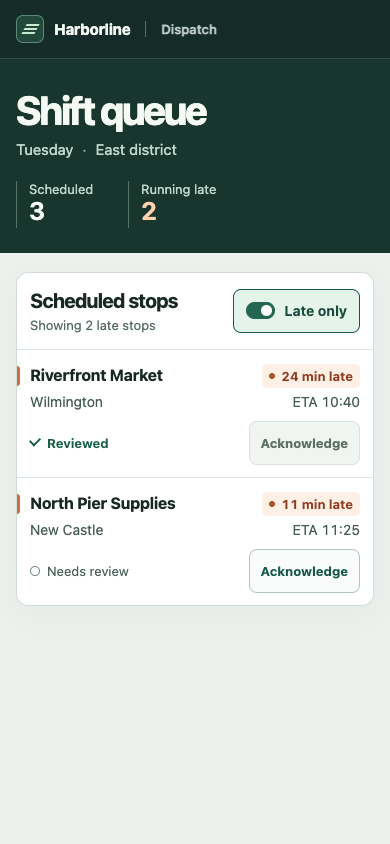 Harborline Dispatch
Shift queue
Tuesday · East district
Scheduled Running late
3 2
Scheduled stops
Showing 2 late stops
Late only
Riverfront Market 24 min late
Wilmington ETA 10:40
Reviewed Acknowledge
North Pier Supplies 11 min late
New Castle ETA 11:25
Needs review Acknowledge